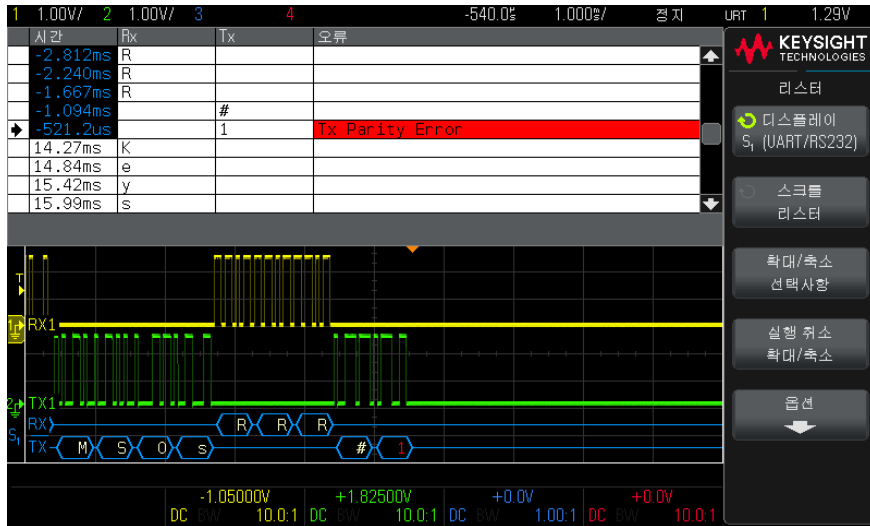 1 1.00V/ 2 1.00V/ 3 4 -540.0us 1.000ms/ 정지 URT 1 1.29V
시간 Rx Tx 오류
-2.812ms R
-2.240ms R
-1.667ms R
-1.094ms #
-521.2us 1 Tx Parity Error
14.27ms K
14.84ms e
15.42ms y
15.99ms s
KEYSIGHT
TECHNOLOGIES
리스터
디스플레이
S1 (UART/RS232)
스크롤
리스터
확대/축소
선택사항
실행 취소
확대/축소
옵션
T
1 RX1
2 TX1
S1
RX R R R
TX M S O s # 1
-1.05000V +1.82500V +0.0V +0.0V
DC BW 10.0:1 DC BW 10.0:1 DC BW 1.00:1 DC BW 10.0:1